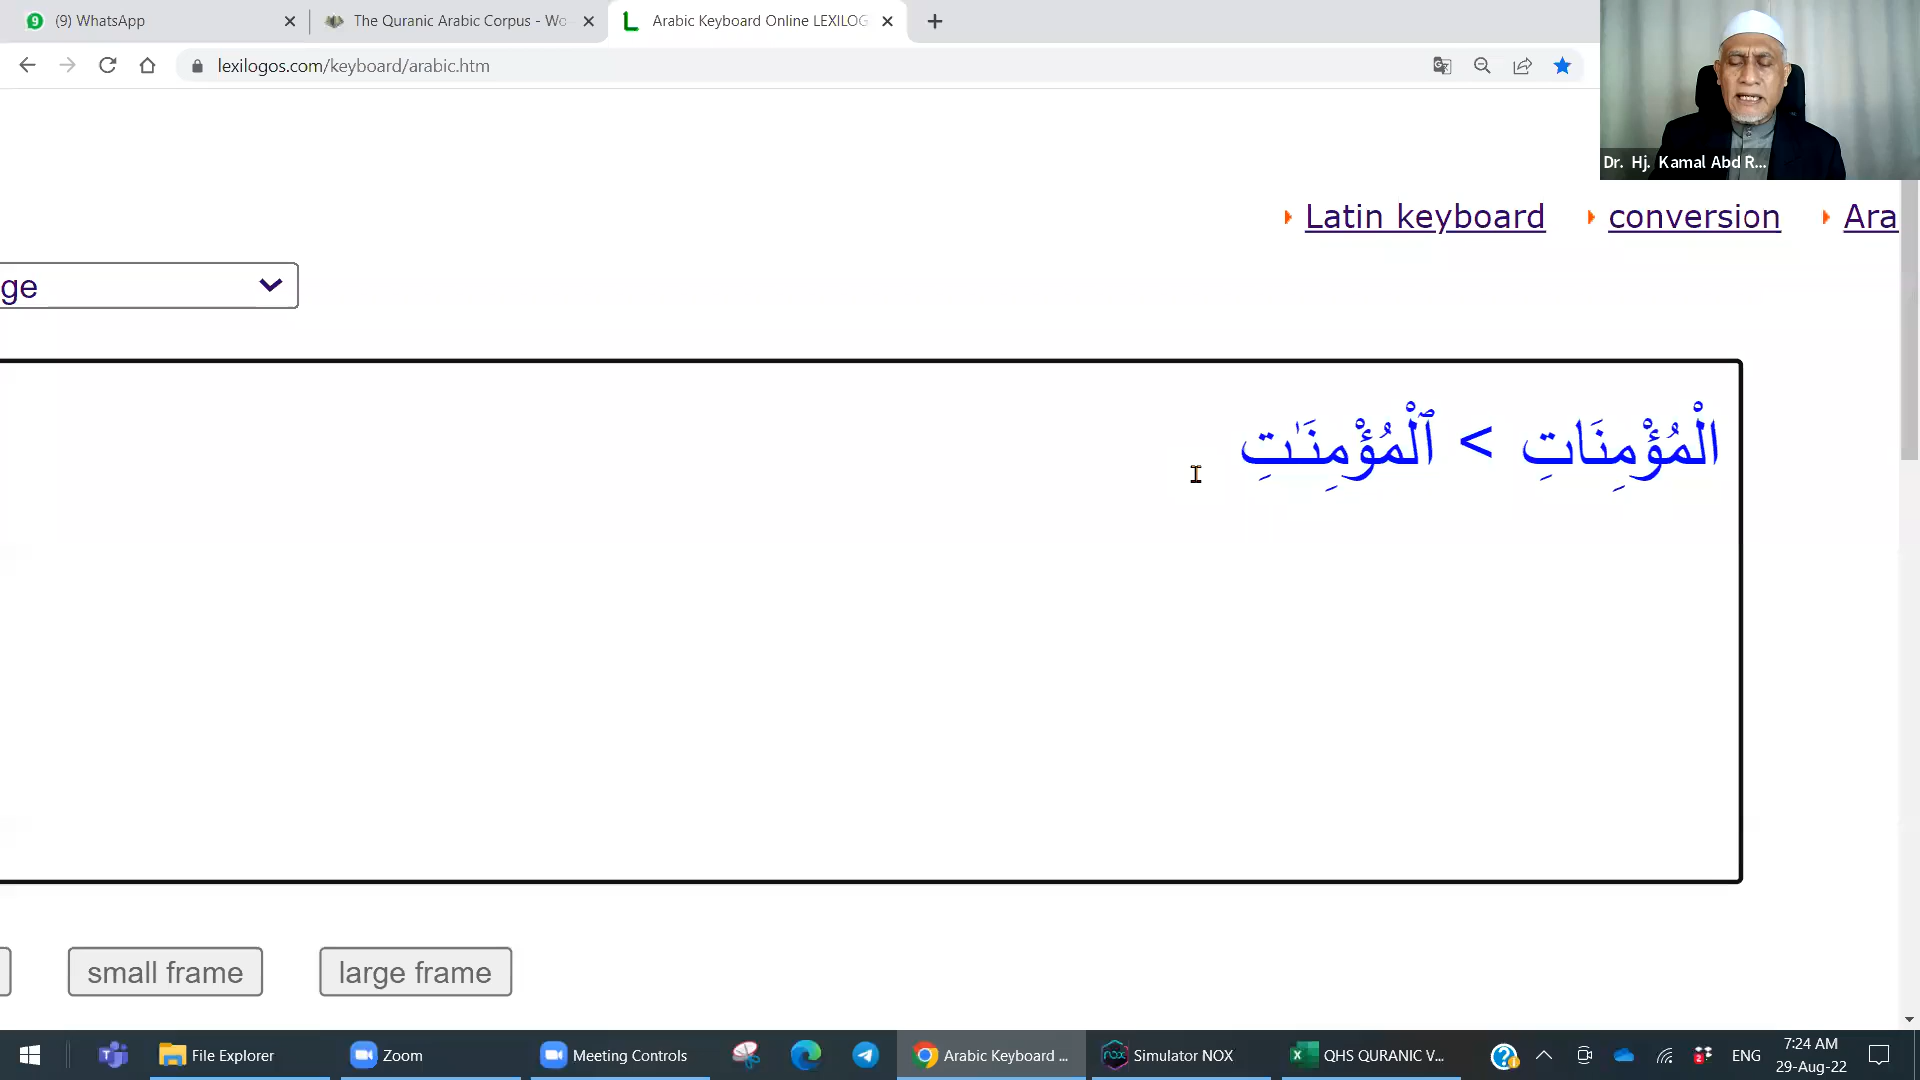 (9) WhatsApp
The Quranic Arabic Corpus - Wo
Arabic Keyboard Online LEXILOG
lexilogos.com/keyboard/arabic.htm
Dr. Hj. Kamal Abd R...
Latin keyboard
conversion
Ara
ge
الْمُؤْمِنَاتِ > ٱلْمُؤْمِنَـٰتِ
small frame
large frame
File Explorer
Zoom
Meeting Controls
Arabic Keyboard ...
Simulator NOX
QHS QURANIC V...
ENG
7:24 AM
29-Aug-22